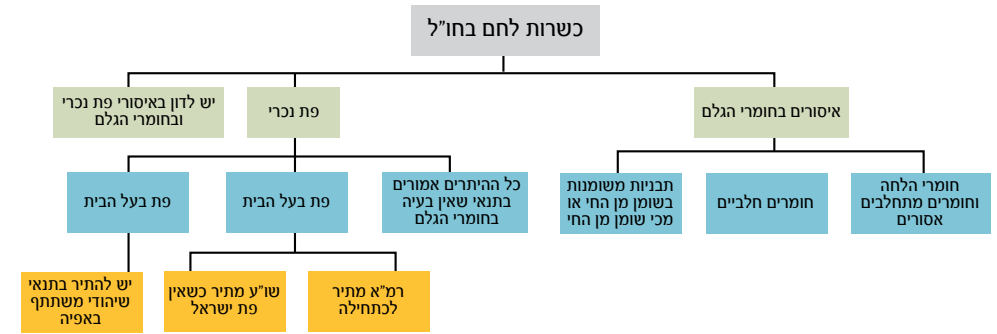 כשרות לחם בחו"ל
איסורים בחומרי הגלם
פת נכרי
יש לדון באיסורי פת נכרי
ובחומרי הגלם
חומרי הלחה
וחומרים מתחלבים
אסורים
חומרים חלביים
תבניות משומנות
בשומן מן החי או
מכי שומן מן החי
כל ההיתרים אמורים
בתנאי שאין בעיה
בחומרי הגלם
פת בעל הבית
פת בעל הבית
רמ"א מתיר
לכתחילה
שו"ע מתיר כשאין
פת ישראל
יש להתיר בתנאי
שיהודי משתתף
באפיה